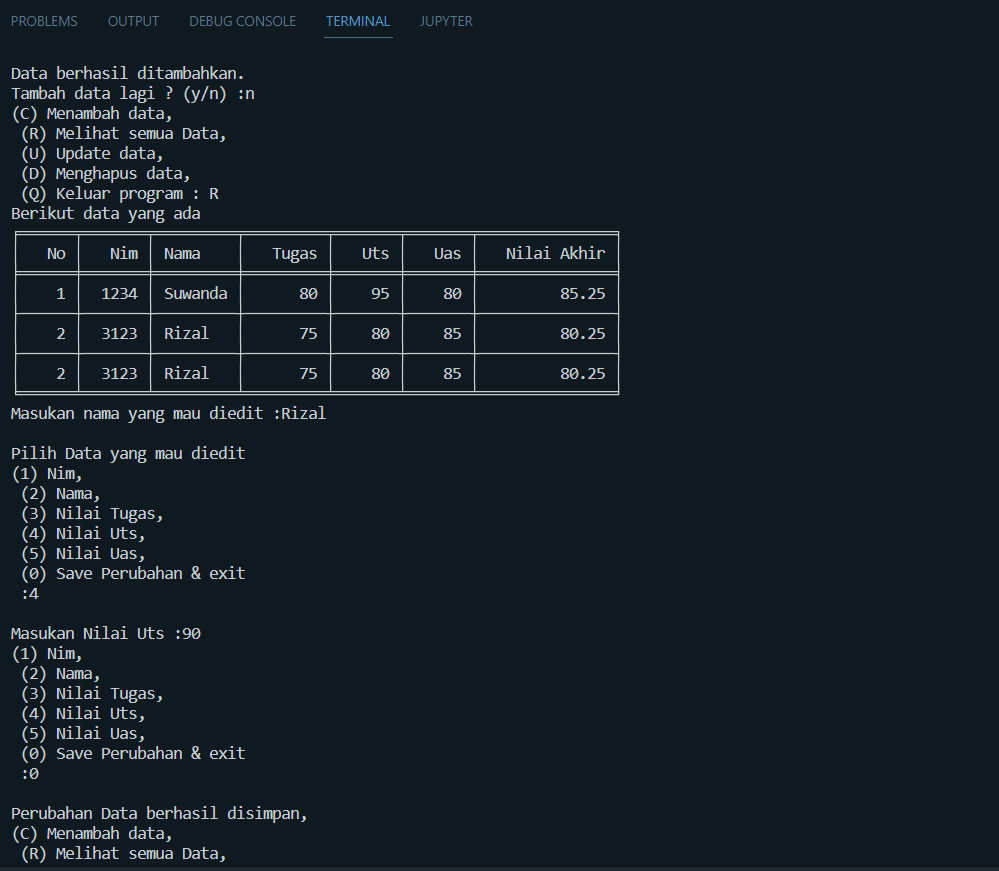 PROBLEMS OUTPUT DEBUG CONSOLE TERMINAL JUPYTER
Data berhasil ditambahkan.
Tambah data lagi ? (y/n) :n
(C) Menambah data,
(R) Melihat semua Data,
(U) Update data,
(D) Menghapus data,
(Q) Keluar program : R
Berikut data yang ada
No Nim Nama Tugas Uts Uas Nilai Akhir
1 1234 Suwanda 80 95 80 85.25
2 3123 Rizal 75 80 85 80.25
2 3123 Rizal 75 80 85 80.25
Masukan nama yang mau diedit :Rizal
Pilih Data yang mau diedit
(1) Nim,
(2) Nama,
(3) Nilai Tugas,
(4) Nilai Uts,
(5) Nilai Uas,
(0) Save Perubahan & exit
:4
Masukan Nilai Uts :90
(1) Nim,
(2) Nama,
(3) Nilai Tugas,
(4) Nilai Uts,
(5) Nilai Uas,
(0) Save Perubahan & exit
:0
Perubahan Data berhasil disimpan,
(C) Menambah data,
(R) Melihat semua Data,